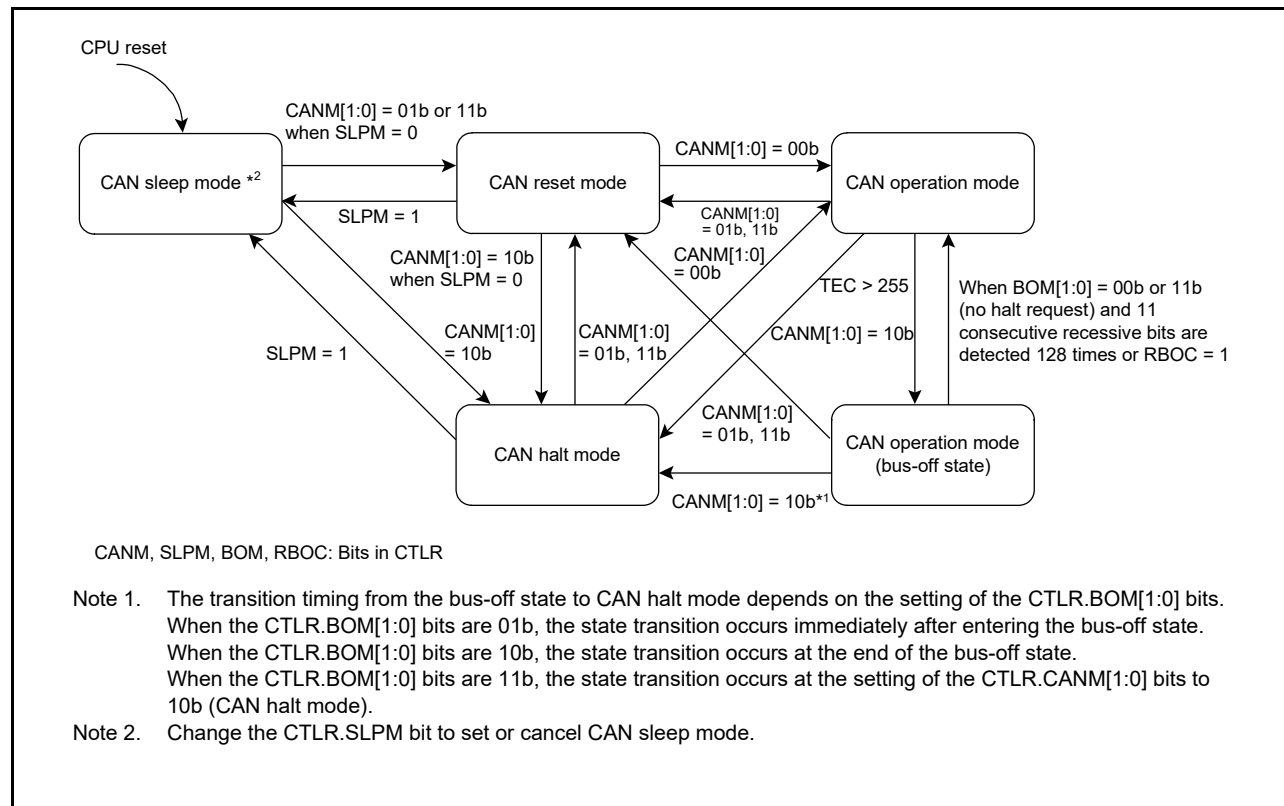 CPU reset
CANM[1:0] = 01b or 11b
when SLPM = 0
CAN sleep mode *2
CAN reset mode
CANM[1:0] = 00b
CAN operation mode
SLPM = 1
CANM[1:0]
= 01b, 11b
CANM[1:0] = 10b
when SLPM = 0
CANM[1:0]
= 00b
TEC > 255
When BOM[1:0] = 00b or 11b
(no halt request) and 11
consecutive recessive bits are
detected 128 times or RBOC = 1
SLPM = 1
CANM[1:0]
= 10b
CANM[1:0]
= 01b, 11b
CANM[1:0] = 10b
CANM[1:0]
= 01b, 11b
CAN halt mode
CAN operation mode
(bus-off state)
CANM[1:0] = 10b*1
CANM, SLPM, BOM, RBOC: Bits in CTLR
Note 1. The transition timing from the bus-off state to CAN halt mode depends on the setting of the CTLR.BOM[1:0] bits.
When the CTLR.BOM[1:0] bits are 01b, the state transition occurs immediately after entering the bus-off state.
When the CTLR.BOM[1:0] bits are 10b, the state transition occurs at the end of the bus-off state.
When the CTLR.BOM[1:0] bits are 11b, the state transition occurs at the setting of the CTLR.CANM[1:0] bits to
10b (CAN halt mode).
Note 2. Change the CTLR.SLPM bit to set or cancel CAN sleep mode.